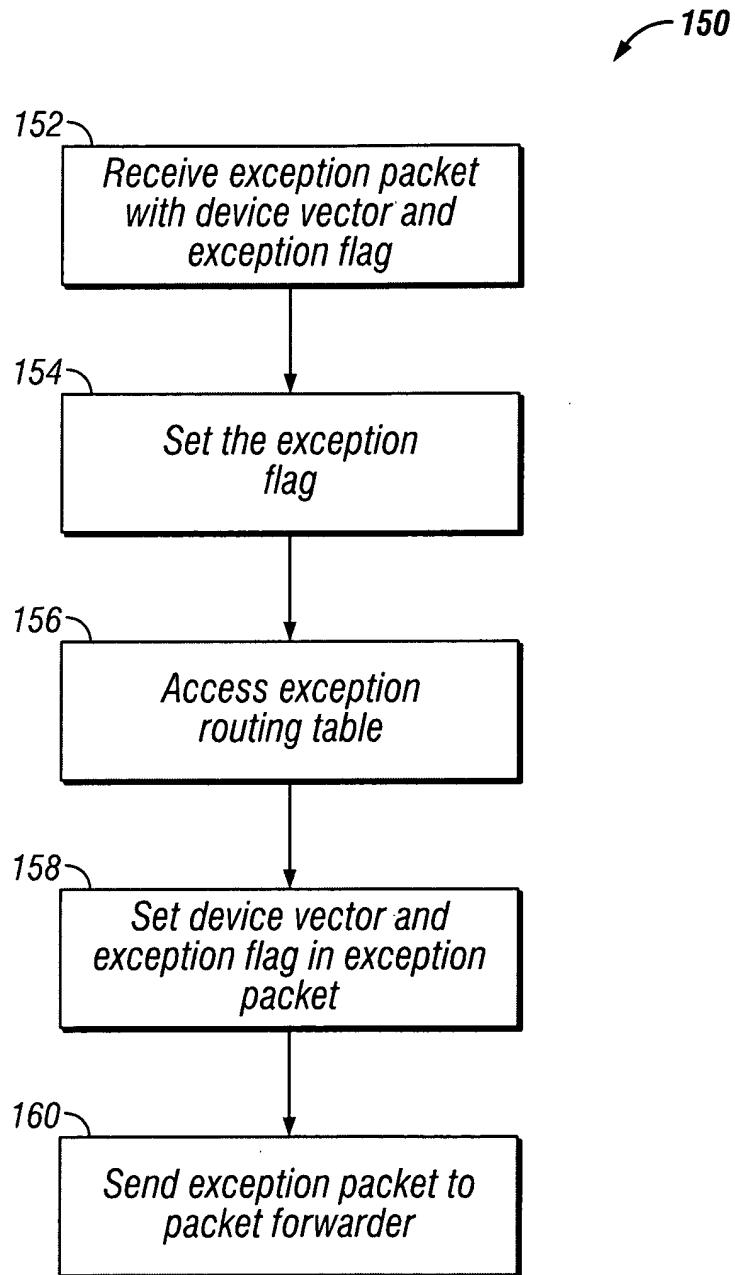 150
152
Receive exception packet
with device vector and
exception flag
154
Set the exception
flag
156
Access exception
routing table
158
Set device vector and
exception flag in exception
packet
160
Send exception packet to
packet forwarder